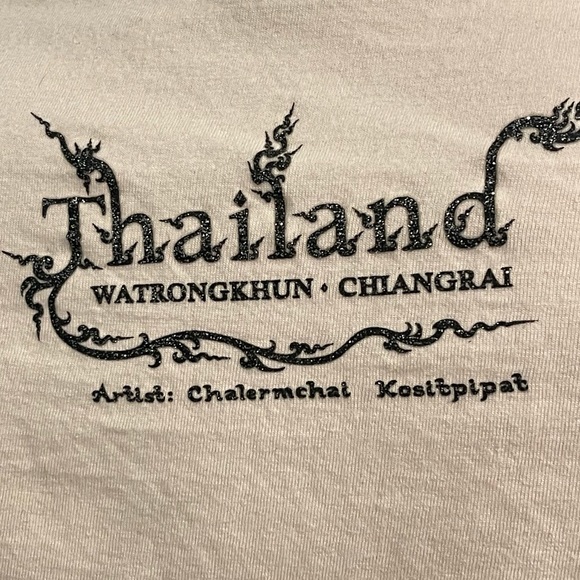 Thailand
WATRONGKHUN • CHIANGRAI
Artist: Chalermchai Kositpipat